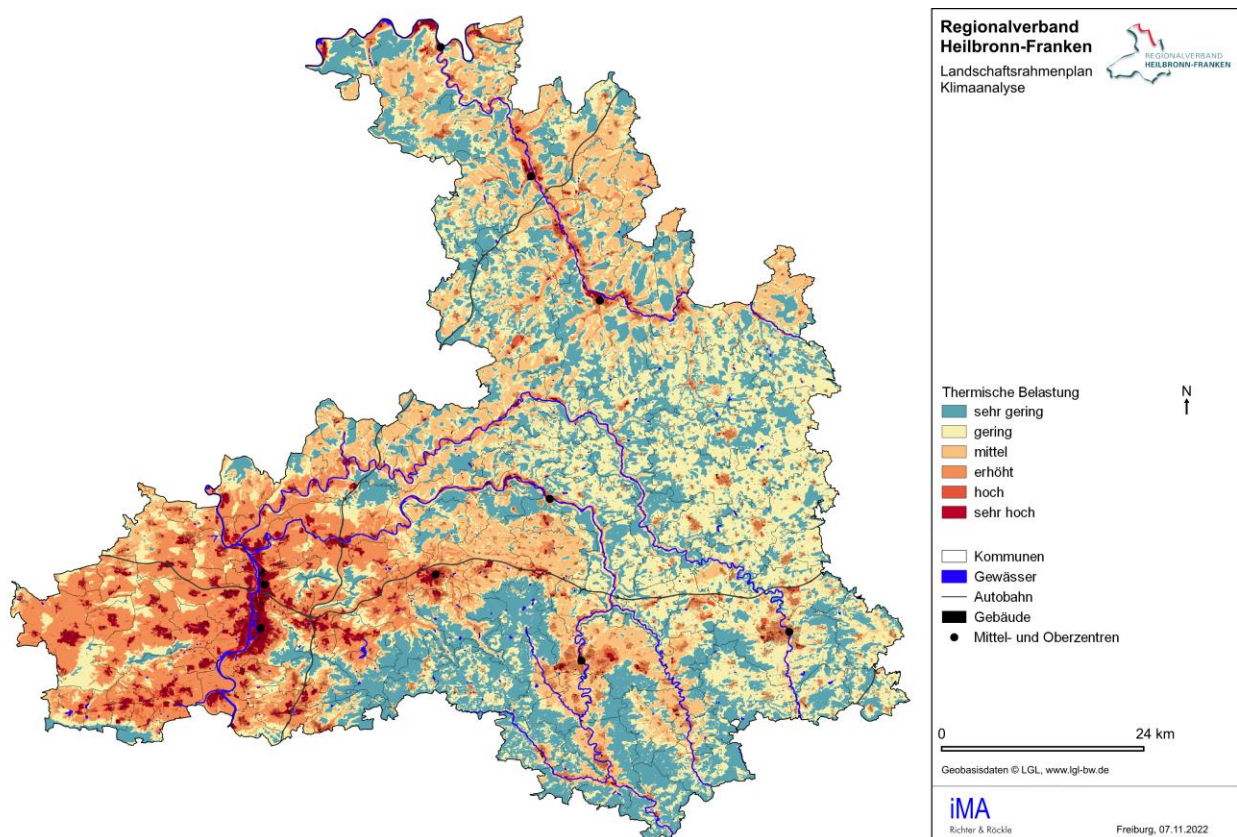 Regionalverband
Heilbronn-Franken
Landschaftsrahmenplan
Klimaanalyse
REGIONALVERBAND
HEILBRONN-FRANKEN
Thermische Belastung
sehr gering
gering
mittel
erhöht
hoch
sehr hoch
N
Kommunen
Gewässer
Autobahn
Gebäude
Mittel- und Oberzentren
0 24 km
Geobasisdaten © LGL, www.lgl-bw.de
iMA
Richter & Röckle
Freiburg, 07.11.2022